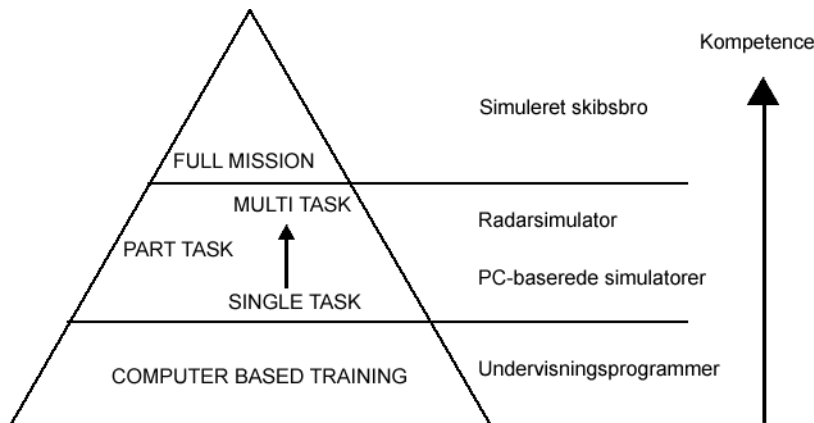 Kompetence
Simuleret skibsbro
FULL MISSION
MULTI TASK
Radarsimulator
PART TASK
PC-baserede simulatorer
SINGLE TASK
Undervisningsprogrammer
COMPUTER BASED TRAINING